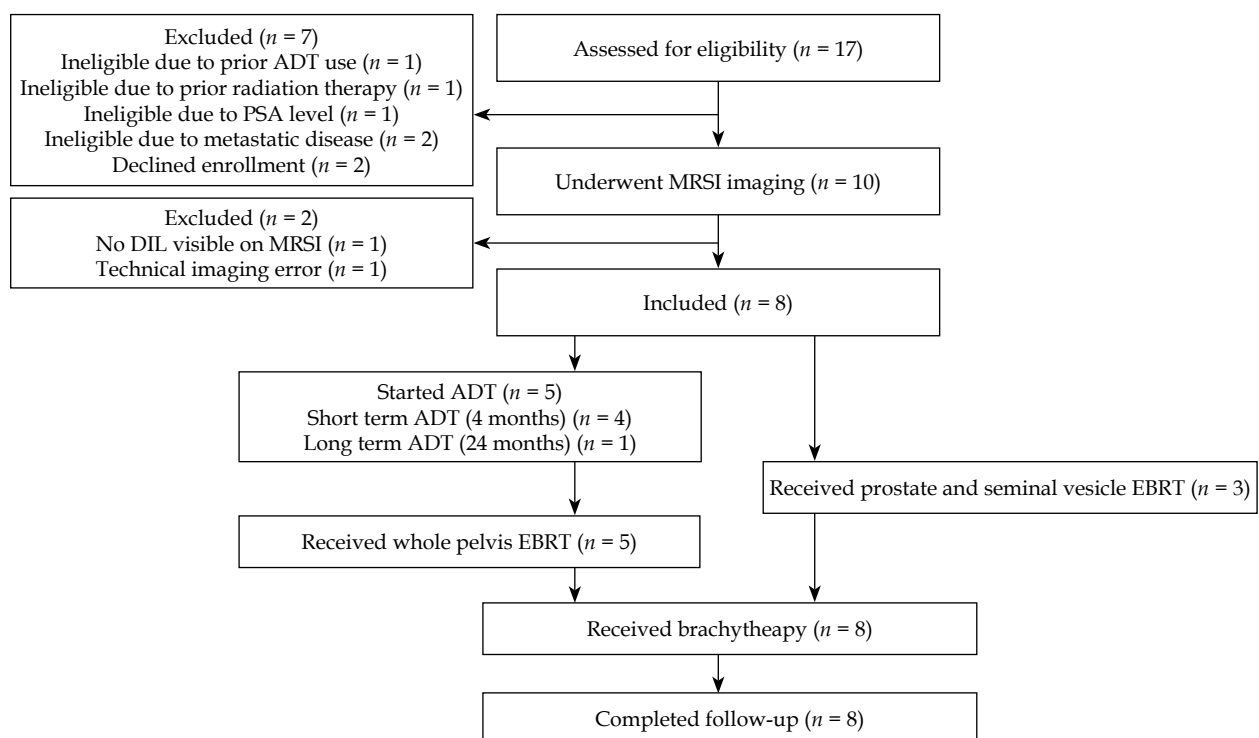 Assessed for eligibility (n = 17)
Excluded (n = 7)
Ineligible due to prior ADT use (n = 1)
Ineligible due to prior radiation therapy (n = 1)
Ineligible due to PSA level (n = 1)
Ineligible due to metastatic disease (n = 2)
Declined enrollment (n = 2)
Underwent MRSI imaging (n = 10)
Excluded (n = 2)
No DIL visible on MRSI (n = 1)
Technical imaging error (n = 1)
Included (n = 8)
Started ADT (n = 5)
Short term ADT (4 months) (n = 4)
Long term ADT (24 months) (n = 1)
Received whole pelvis EBRT (n = 5)
Received prostate and seminal vesicle EBRT (n = 3)
Received brachytheapy (n = 8)
Completed follow-up (n = 8)